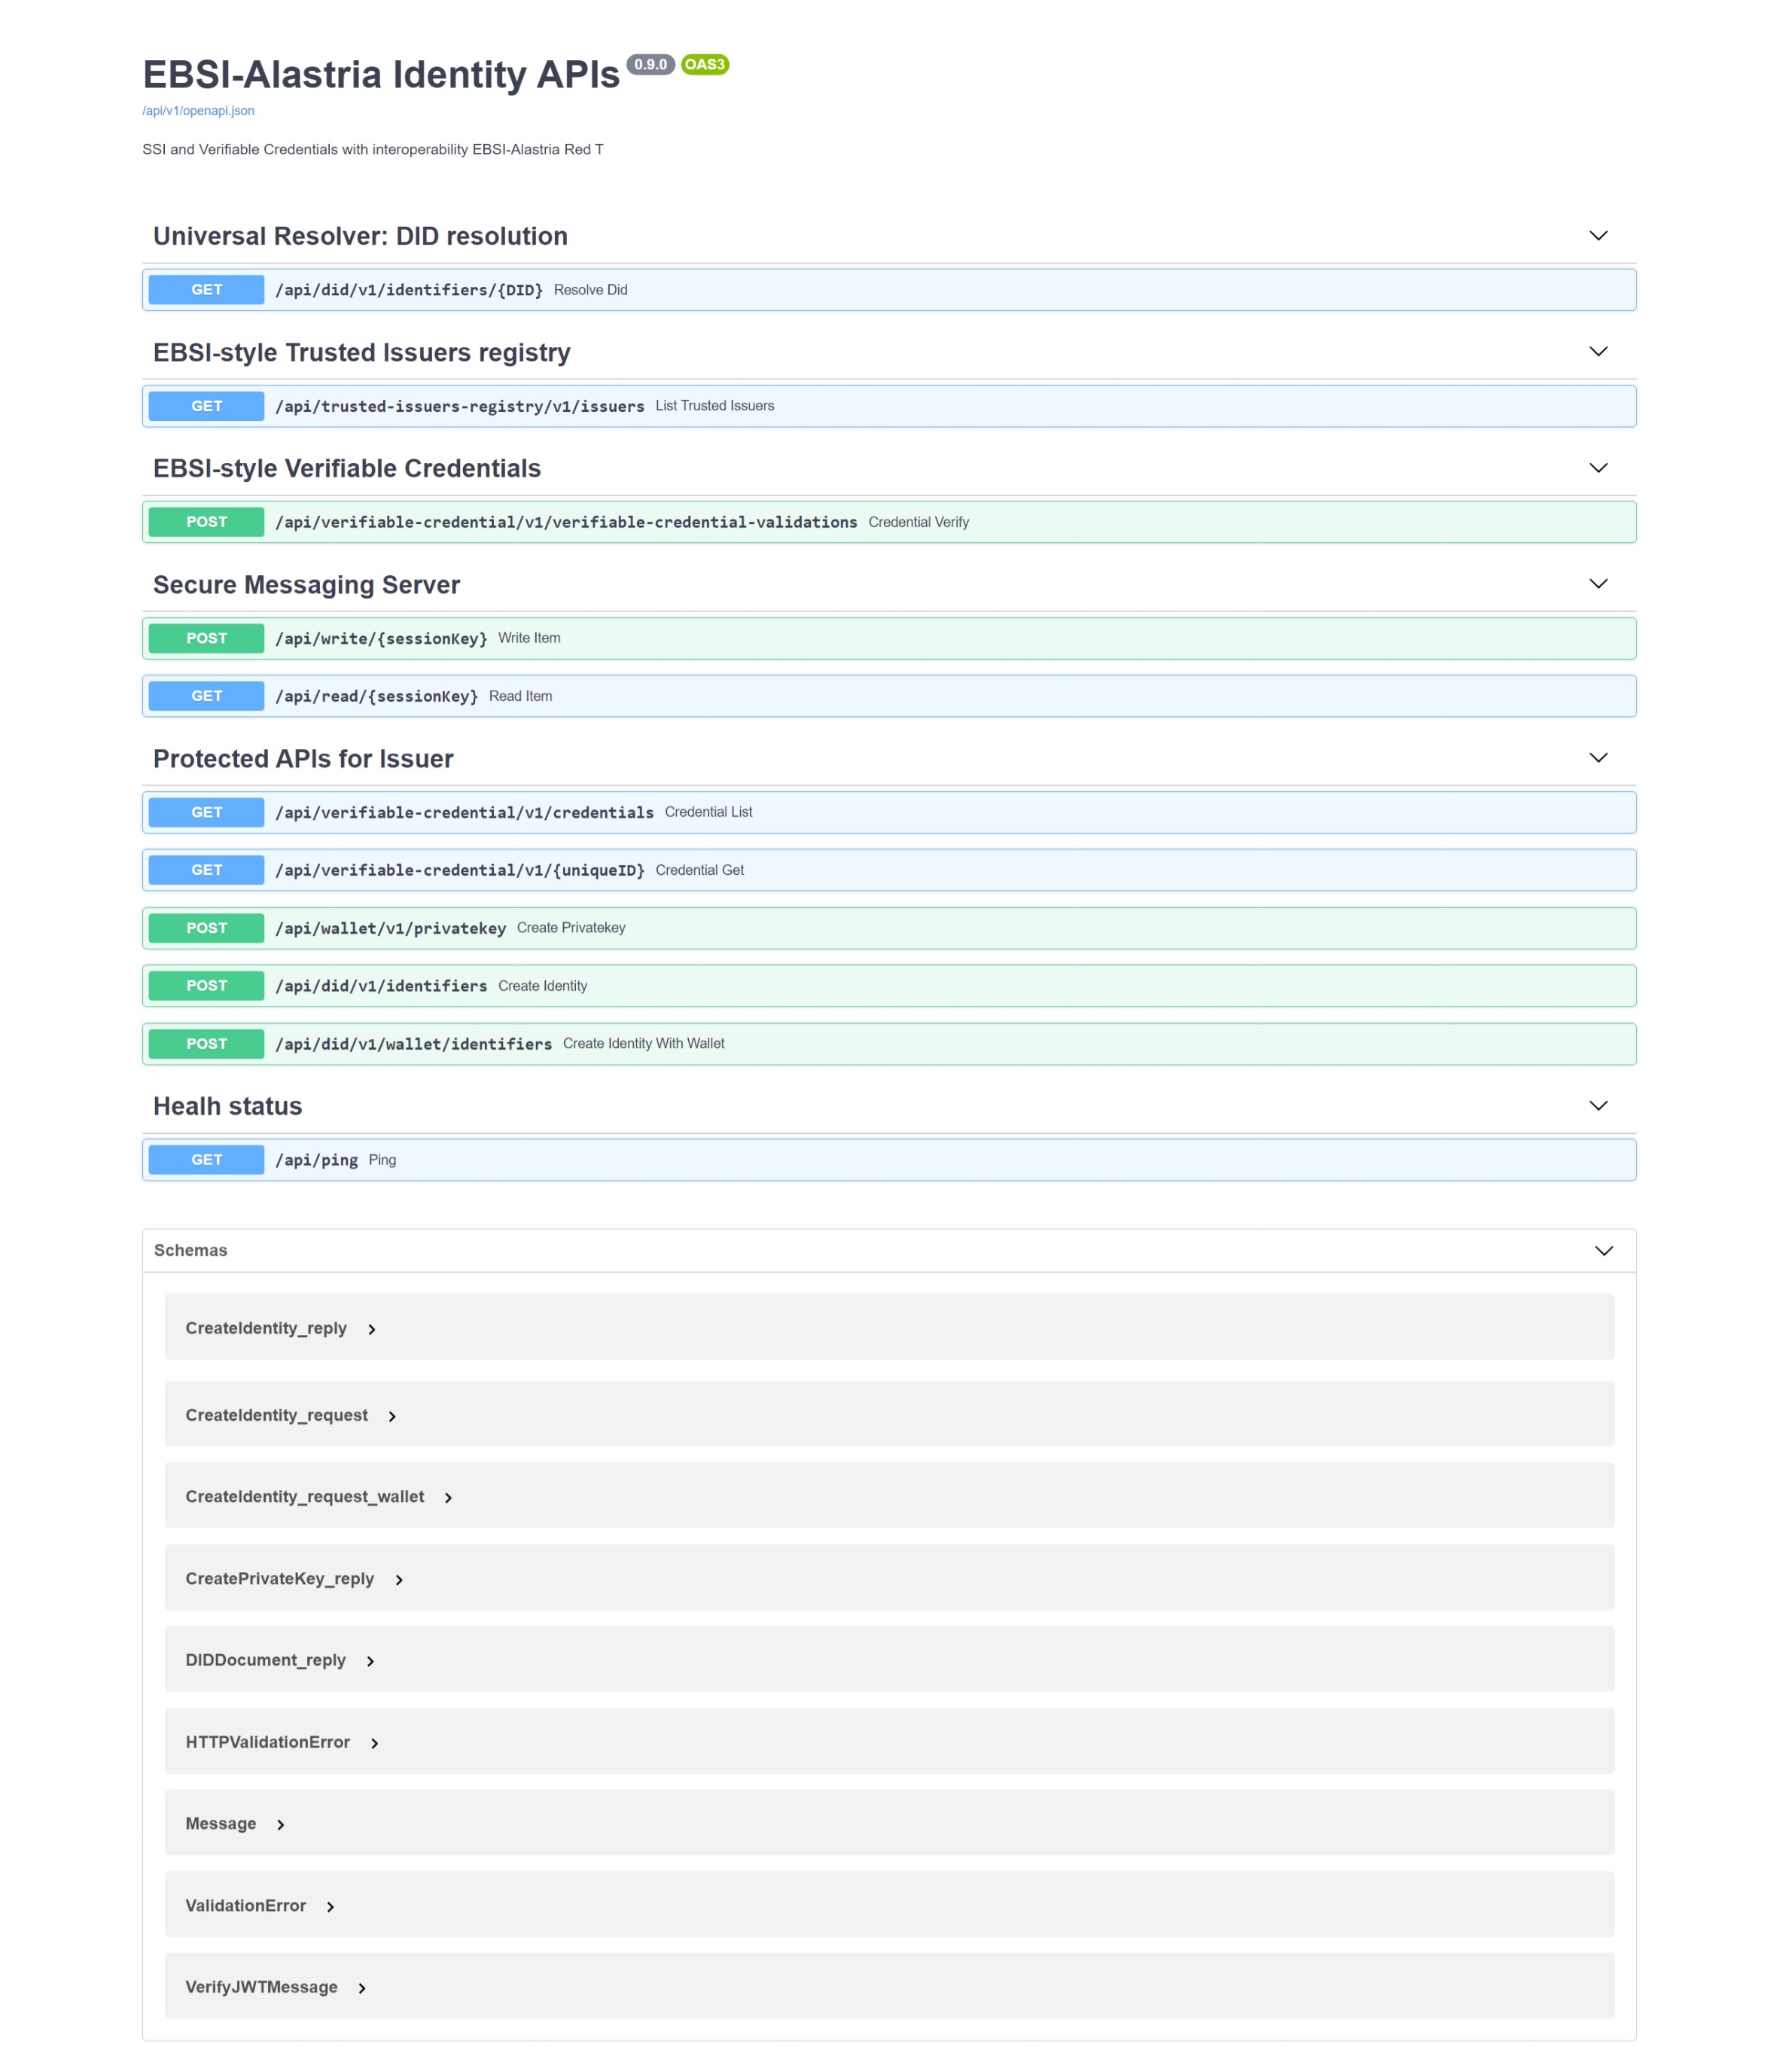 EBSI-Alastria Identity APIs 0.9.0 OAS3
/api/v1/openapi.json
SSI and Verifiable Credentials with interoperability EBSI-Alastria Red T
Universal Resolver: DID resolution
GET /api/did/v1/identifiers/{DID} Resolve Did
EBSI-style Trusted Issuers registry
GET /api/trusted-issuers-registry/v1/issuers List Trusted Issuers
EBSI-style Verifiable Credentials
POST /api/verifiable-credential/v1/verifiable-credential-validations Credential Verify
Secure Messaging Server
POST /api/write/{sessionKey} Write Item
GET /api/read/{sessionKey} Read Item
Protected APIs for Issuer
GET /api/verifiable-credential/v1/credentials Credential List
GET /api/verifiable-credential/v1/{uniqueID} Credential Get
POST /api/wallet/v1/privatekey Create Privatekey
POST /api/did/v1/identifiers Create Identity
POST /api/did/v1/wallet/identifiers Create Identity With Wallet
Healh status
GET /api/ping Ping
Schemas
CreateIdentity_reply
CreateIdentity_request
CreateIdentity_request_wallet
CreatePrivateKey_reply
DIDDocument_reply
HTTPValidationError
Message
ValidationError
VerifyJWTMessage